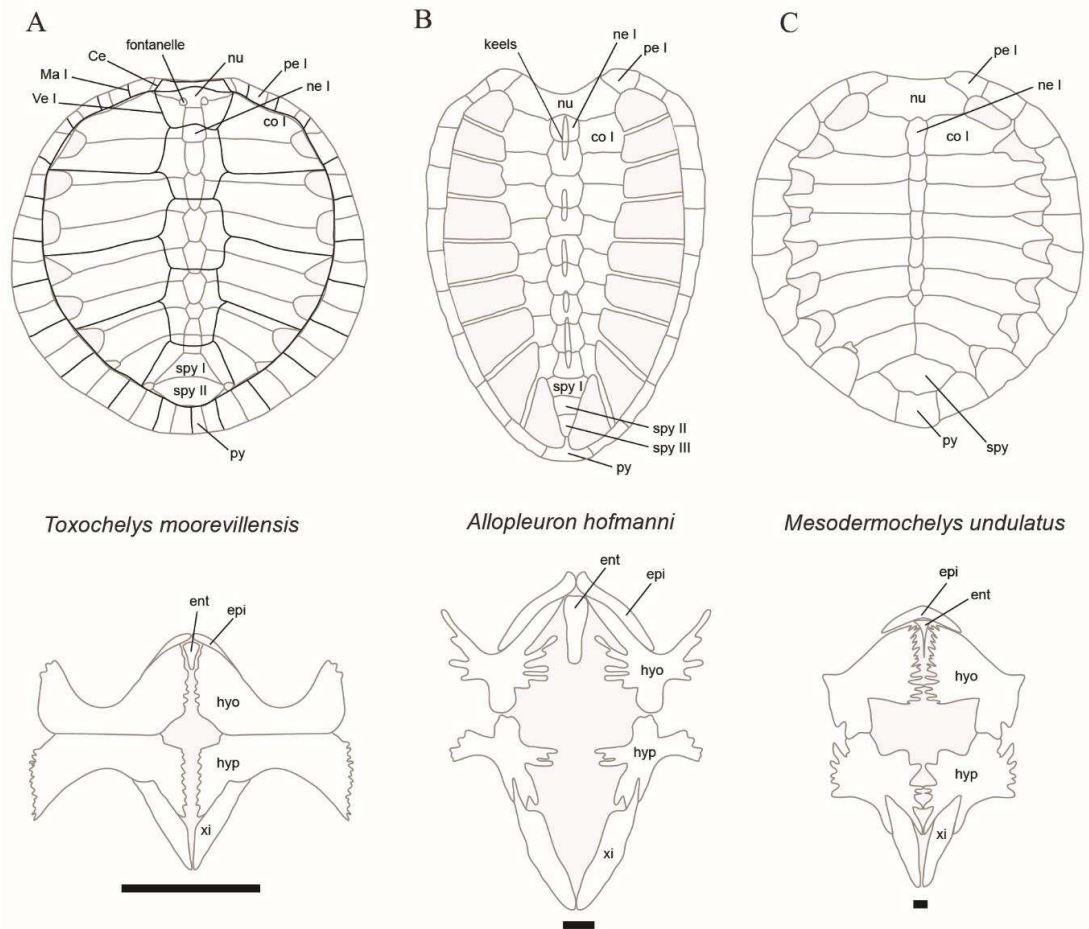 A
fontanelle
Ce
nu
Ma I
pe I
Ve I
ne I
co I
spy I
spy II
py
B
keels
ne I
pe I
nu
co I
spy I
spy II
spy III
py
C
pe I
nu
ne I
co I
py
spy
Toxochelys moorevillensis
Allopleuron hofmanni
Mesodermochelys undulatus
ent
epi
hyo
hyp
xi
ent
epi
hyo
hyp
xi
epi
ent
hyo
hyp
xi